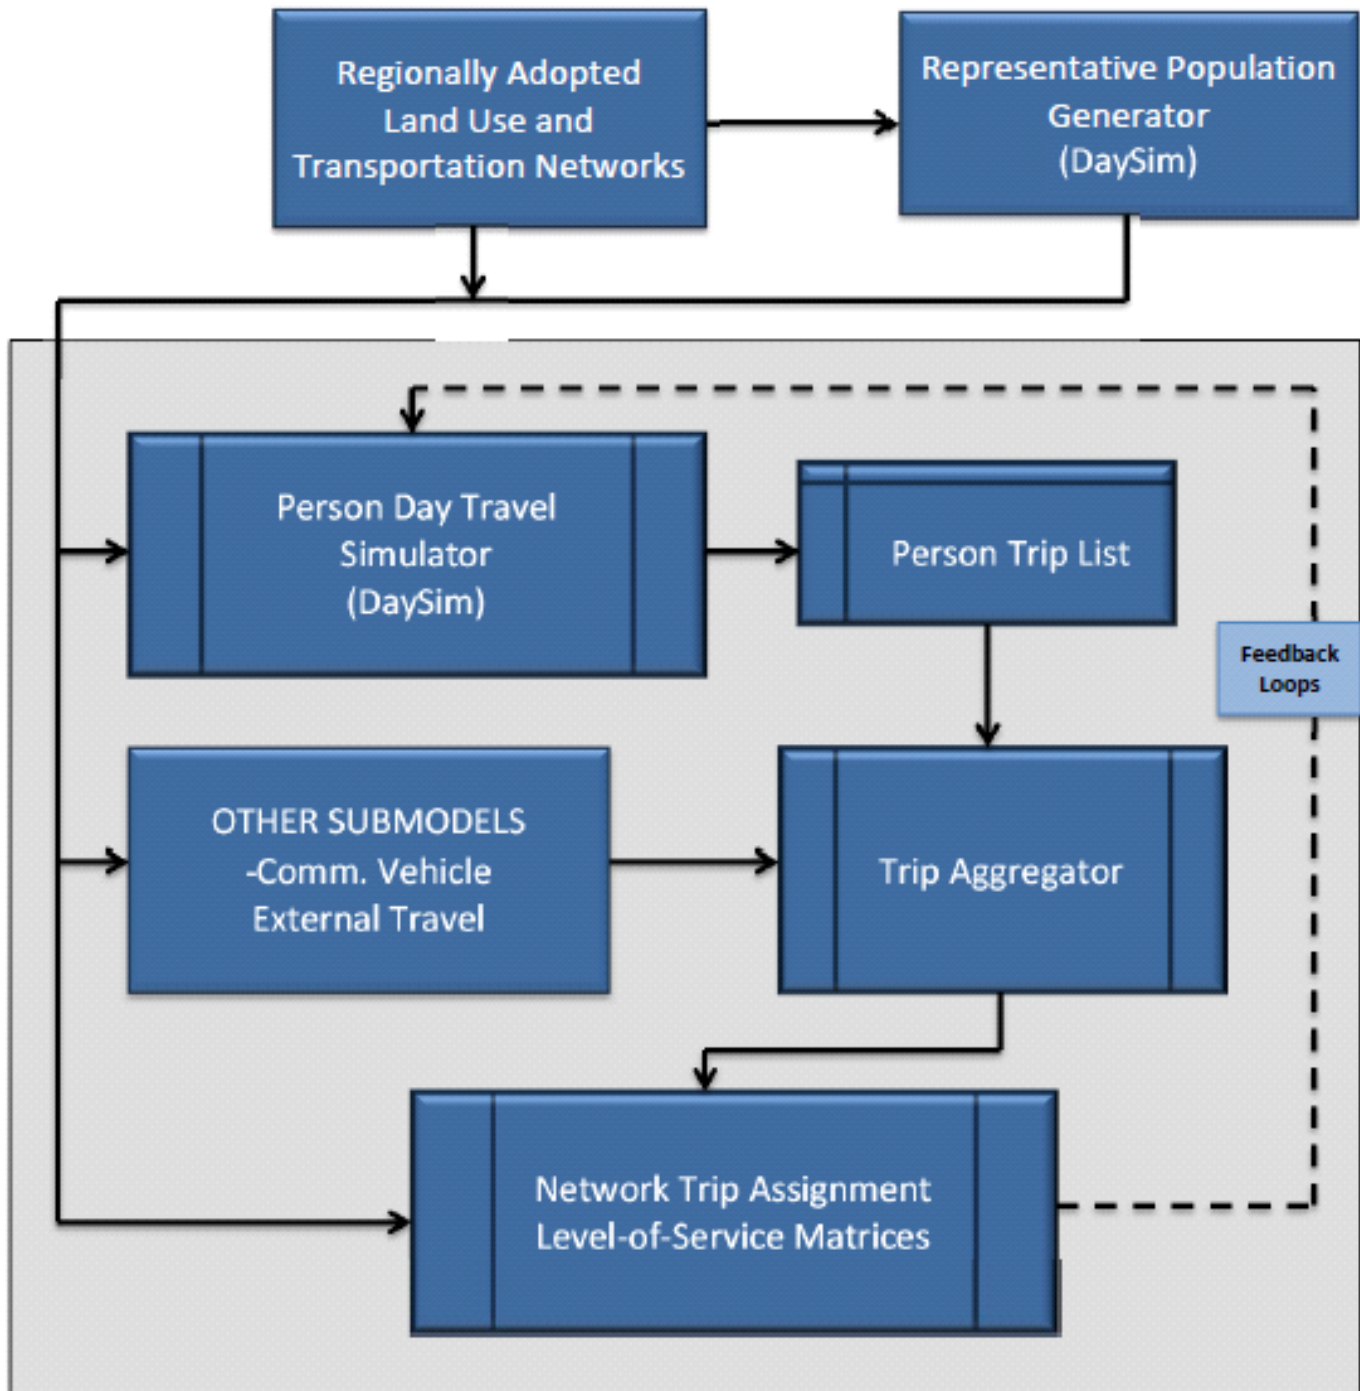 Regionally Adopted
Land Use and
Transportation Networks
Representative Population
Generator
(DaySim)
Person Day Travel
Simulator
(DaySim)
Person Trip List
Feedback
Loops
OTHER SUBMODELS
-Comm. Vehicle
External Travel
Trip Aggregator
Network Trip Assignment
Level-of-Service Matrices